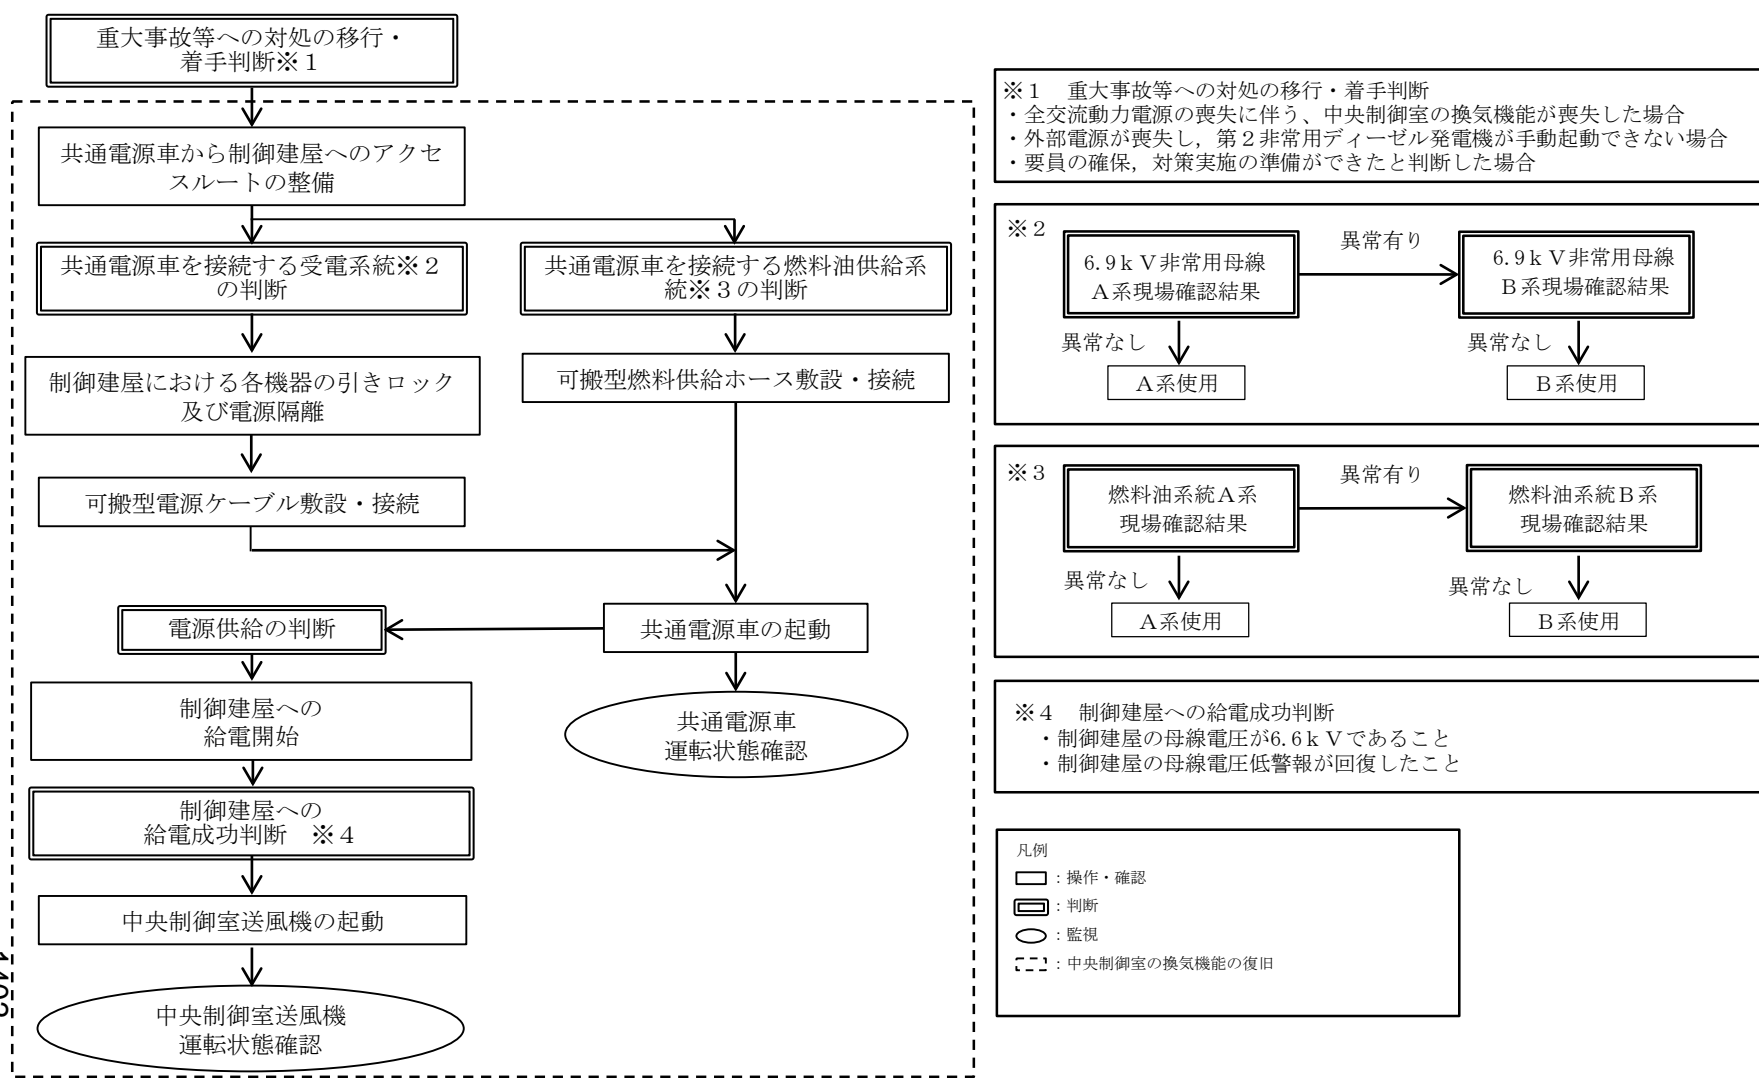 重大事故等への対処の移行・
着手判断※１
共通電源車から制御建屋へのアクセ
スルートの整備
共通電源車を接続する受電系統※２
の判断
共通電源車を接続する燃料油供給系
統※３の判断
制御建屋における各機器の引きロック
及び電源隔離
可搬型燃料供給ホース敷設・接続
可搬型電源ケーブル敷設・接続
電源供給の判断
共通電源車の起動
制御建屋への
給電開始
共通電源車
運転状態確認
制御建屋への
給電成功判断　※４
中央制御室送風機の起動
中央制御室送風機
運転状態確認
※１　重大事故等への対処の移行・着手判断
・全交流動力電源の喪失に伴う、中央制御室の換気機能が喪失した場合
・外部電源が喪失し，第２非常用ディーゼル発電機が手動起動できない場合
・要員の確保，対策実施の準備ができたと判断した場合
※２
6.9ｋＶ非常用母線
Ａ系現場確認結果
異常有り
6.9ｋＶ非常用母線
Ｂ系現場確認結果
異常なし
異常なし
Ａ系使用
Ｂ系使用
※３
燃料油系統Ａ系
現場確認結果
異常有り
燃料油系統Ｂ系
現場確認結果
異常なし
異常なし
Ａ系使用
Ｂ系使用
※４　制御建屋への給電成功判断
・制御建屋の母線電圧が6.6ｋＶであること
・制御建屋の母線電圧低警報が回復したこと
凡例
：操作・確認
：判断
：監視
：中央制御室の換気機能の復旧